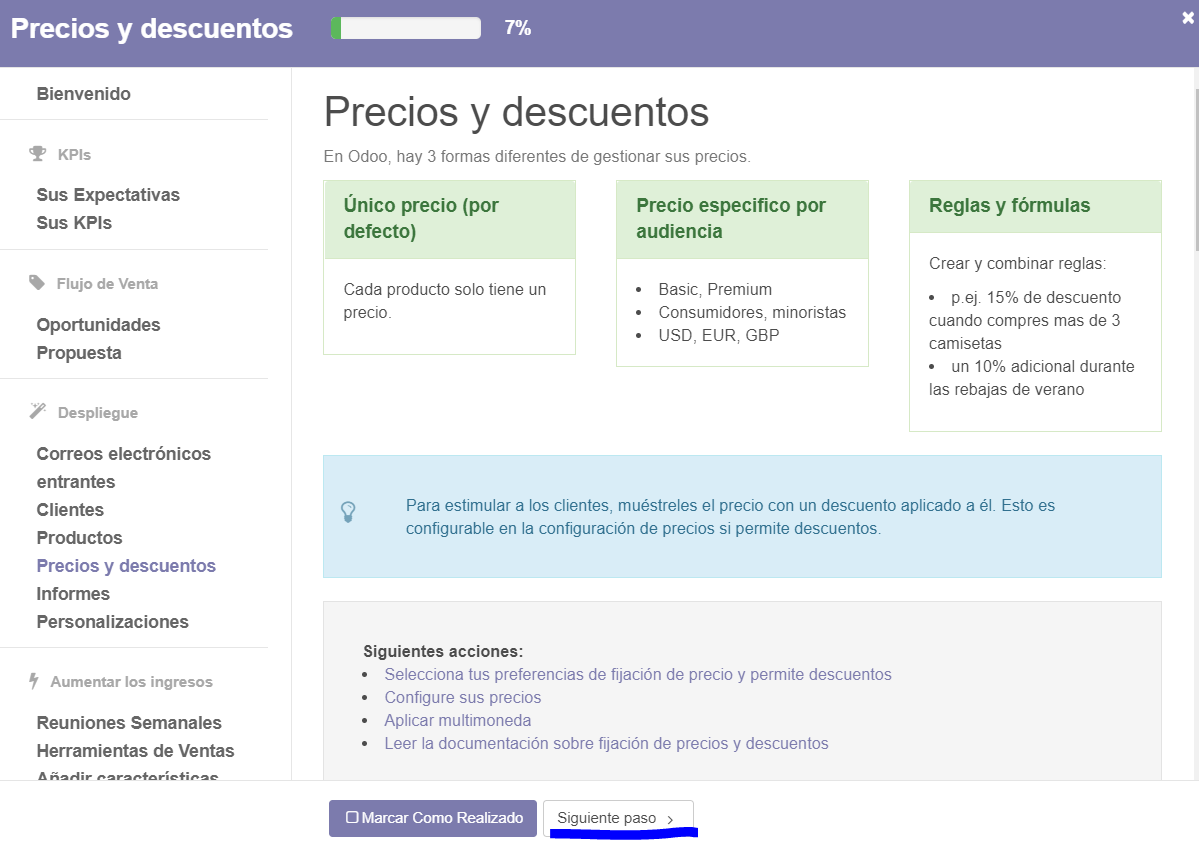 Precios y descuentos
7%
×
Bienvenido
KPIs
Sus Expectativas
Sus KPIs
Flujo de Venta
Oportunidades
Propuesta
Despliegue
Correos electrónicos
entrantes
Clientes
Productos
Precios y descuentos
Informes
Personalizaciones
Aumentar los ingresos
Reuniones Semanales
Herramientas de Ventas
Añadir características
Precios y descuentos
En Odoo, hay 3 formas diferentes de gestionar sus precios.
Único precio (por
defecto)
Cada producto solo tiene un
precio.
Precio especifico por
audiencia
• Basic, Premium
• Consumidores, minoristas
• USD, EUR, GBP
Reglas y fórmulas
Crear y combinar reglas:
• p.ej. 15% de descuento
cuando compres mas de 3
camisetas
• un 10% adicional durante
las rebajas de verano
Para estimular a los clientes, muéstreles el precio con un descuento aplicado a él. Esto es
configurable en la configuración de precios si permite descuentos.
Siguientes acciones:
• Selecciona tus preferencias de fijación de precio y permite descuentos
• Configure sus precios
• Aplicar multimoneda
• Leer la documentación sobre fijación de precios y descuentos
Marcar Como Realizado
Siguiente paso >